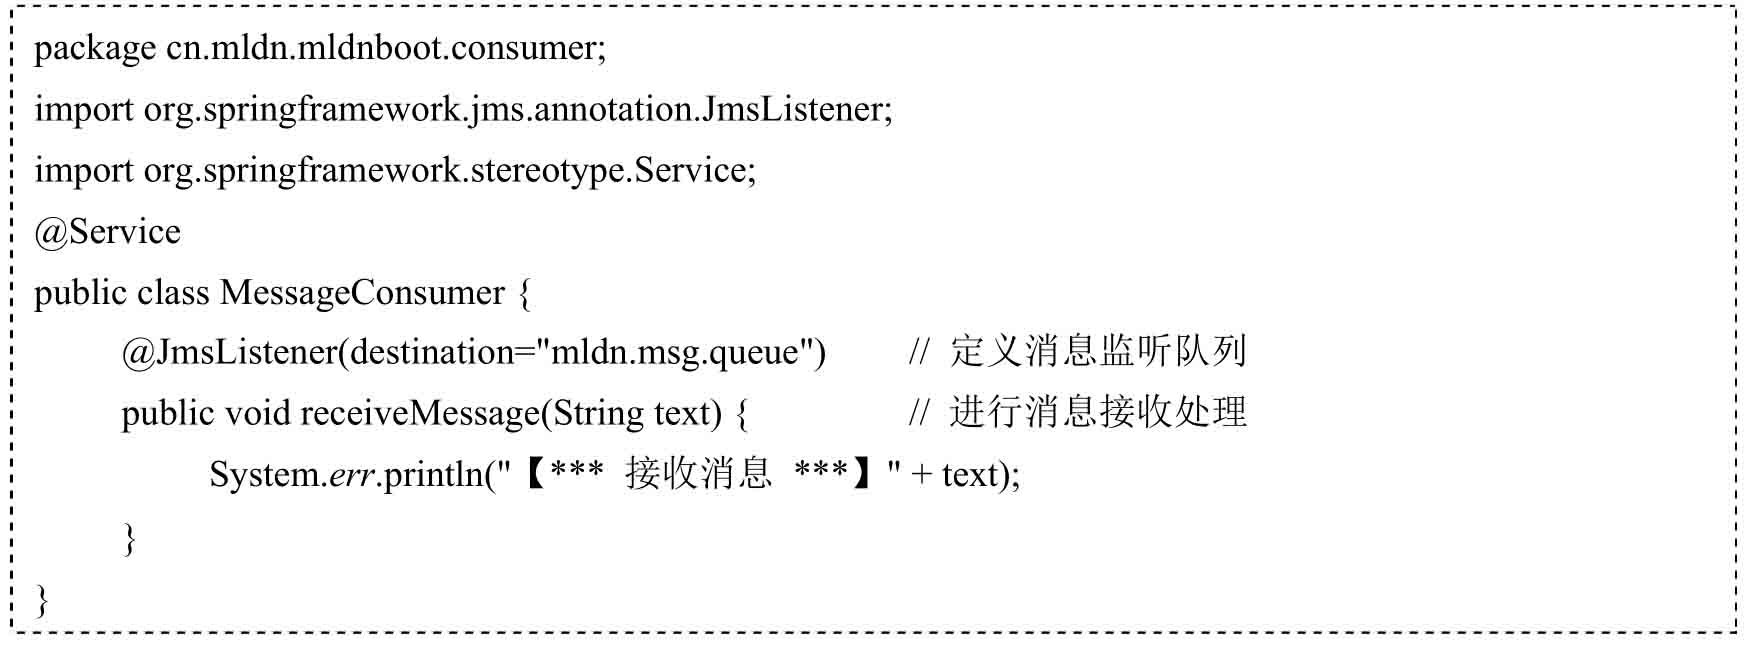 package cn.mldn.mldnboot.consumer;
import org.springframework.jms.annotation.JmsListener;
import org.springframework.stereotype.Service;
@Service
public class MessageConsumer {
@JmsListener(destination="mldn.msg.queue") // 定义消息监听队列
public void receiveMessage(String text) { // 进行消息接收处理
System.err.println("【*** 接收消息 ***】" + text);
}
}